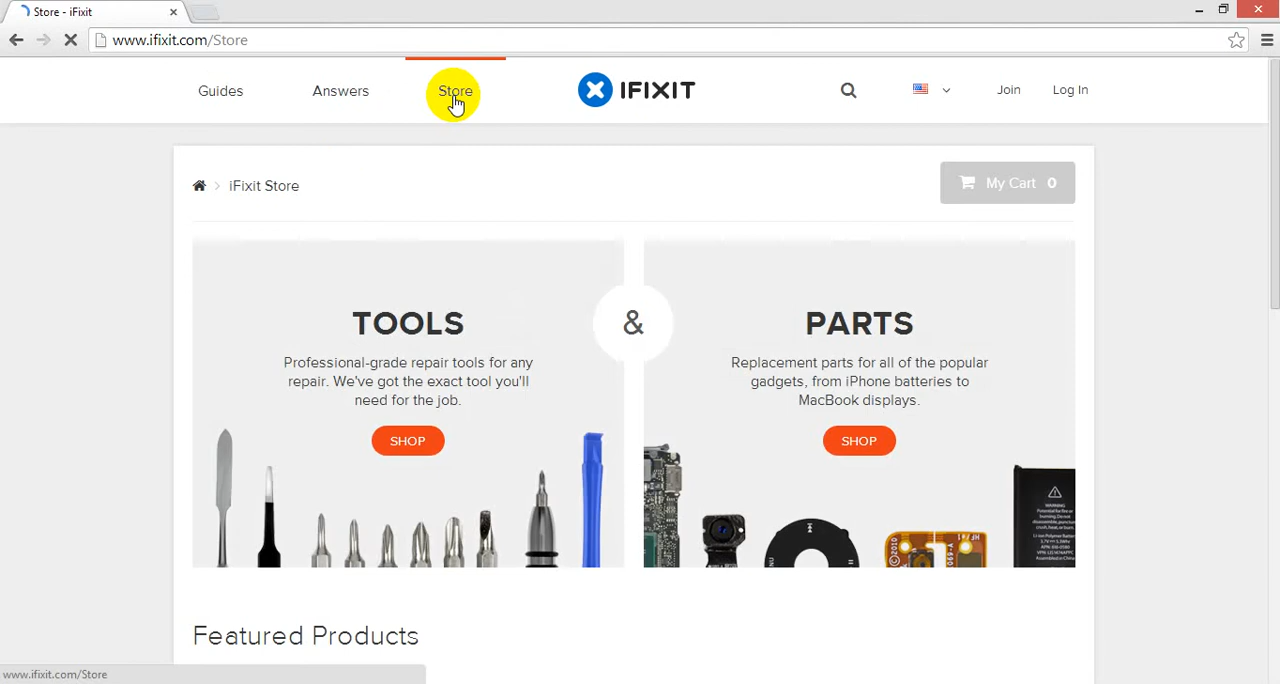 Store - iFixit
www.ifixit.com/Store
Guides
Answers
Store
IFIXIT
Join
Log In
iFixit Store
My Cart 0
TOOLS
Professional-grade repair tools for any
repair. We've got the exact tool you'll
need for the job.
SHOP
&
PARTS
Replacement parts for all of the popular
gadgets, from iPhone batteries to
MacBook displays.
SHOP
WARNING
Featured Products
www.ifixit.com/Store